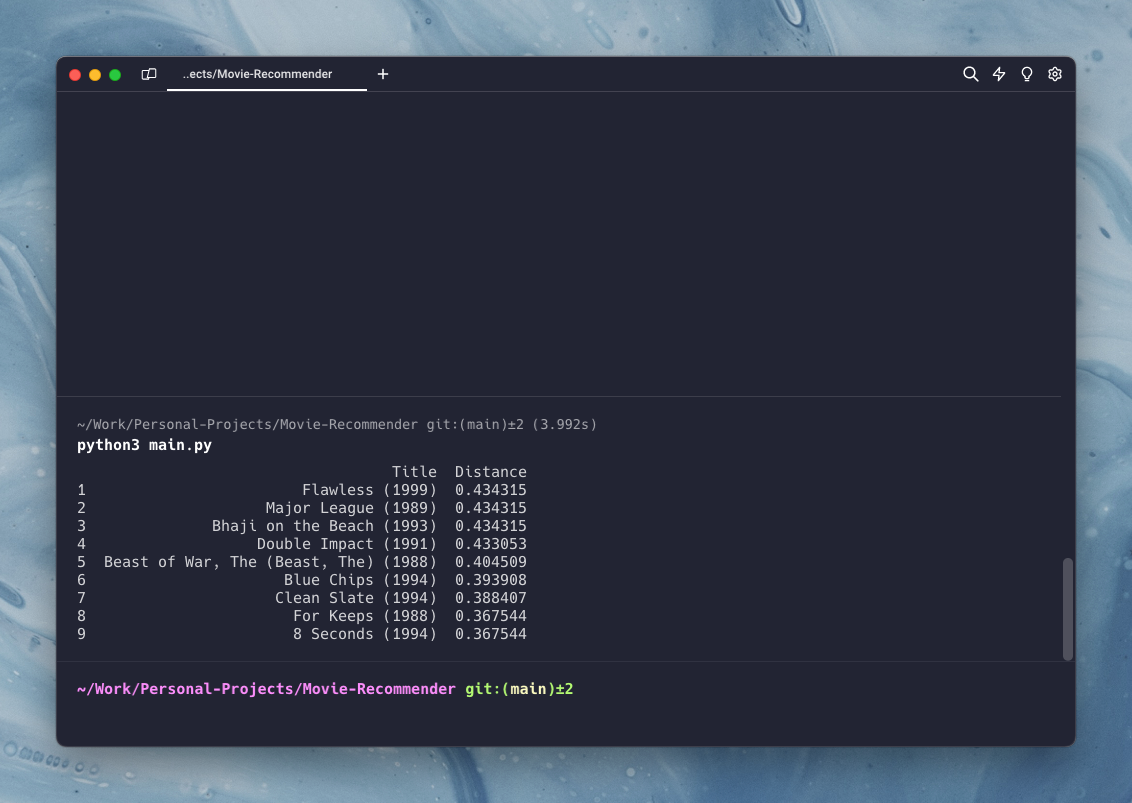 ..ects/Movie-Recommender
~/Work/Personal-Projects/Movie-Recommender git:(main)±2 (3.992s)
python3 main.py
Title Distance
1 Flawless (1999) 0.434315
2 Major League (1989) 0.434315
3 Bhaji on the Beach (1993) 0.434315
4 Double Impact (1991) 0.433053
5 Beast of War, The (Beast, The) (1988) 0.404509
6 Blue Chips (1994) 0.393908
7 Clean Slate (1994) 0.388407
8 For Keeps (1988) 0.367544
9 8 Seconds (1994) 0.367544
~/Work/Personal-Projects/Movie-Recommender git:(main)±2